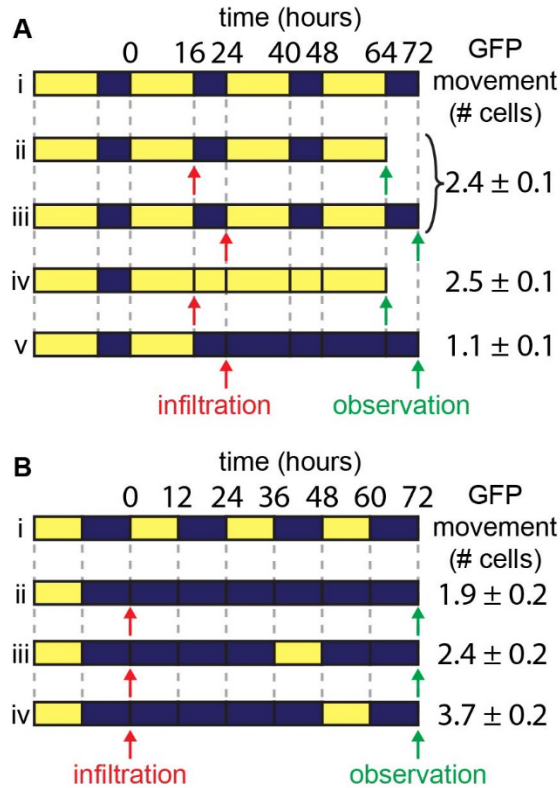 A
time (hours)
0 16 24 40 48 64 72
GFP
movement
(# cells)
i
ii
2.4 ± 0.1
iii
iv
2.5 ± 0.1
v
1.1 ± 0.1
infiltration
observation
B
time (hours)
0 12 24 36 48 60 72
GFP
movement
(# cells)
i
ii
1.9 ± 0.2
iii
2.4 ± 0.2
iv
3.7 ± 0.2
infiltration
observation